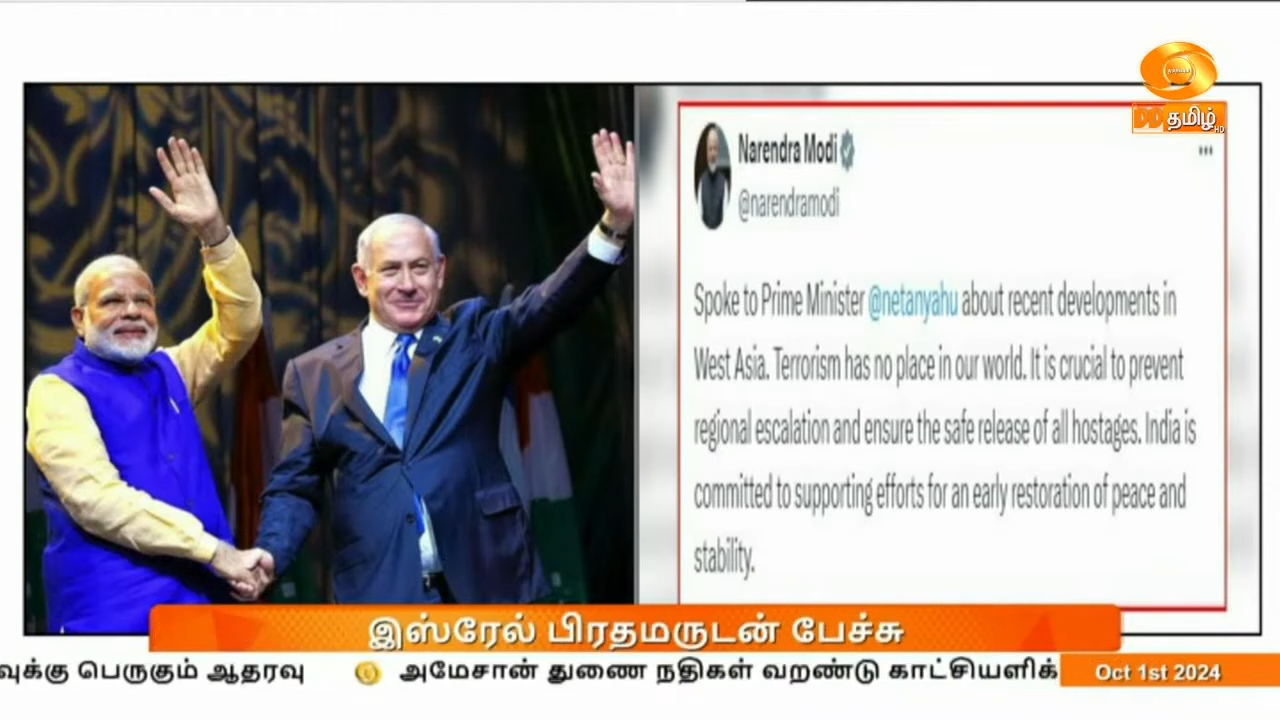 DD தமிழ் HD
Narendra Modi
@narendramodi
Spoke to Prime Minister @netanyahu about recent developments in
West Asia. Terrorism has no place in our world. It is crucial to prevent
regional escalation and ensure the safe release of all hostages. India is
committed to supporting efforts for an early restoration of peace and
stability.
இஸ்ரேல் பிரதமருடன் பேச்சு
வுக்கு பெருகும் ஆதரவு அமேசான் துணை நதிகள் வறண்டு காட்சியளிக்
Oct 1st 2024